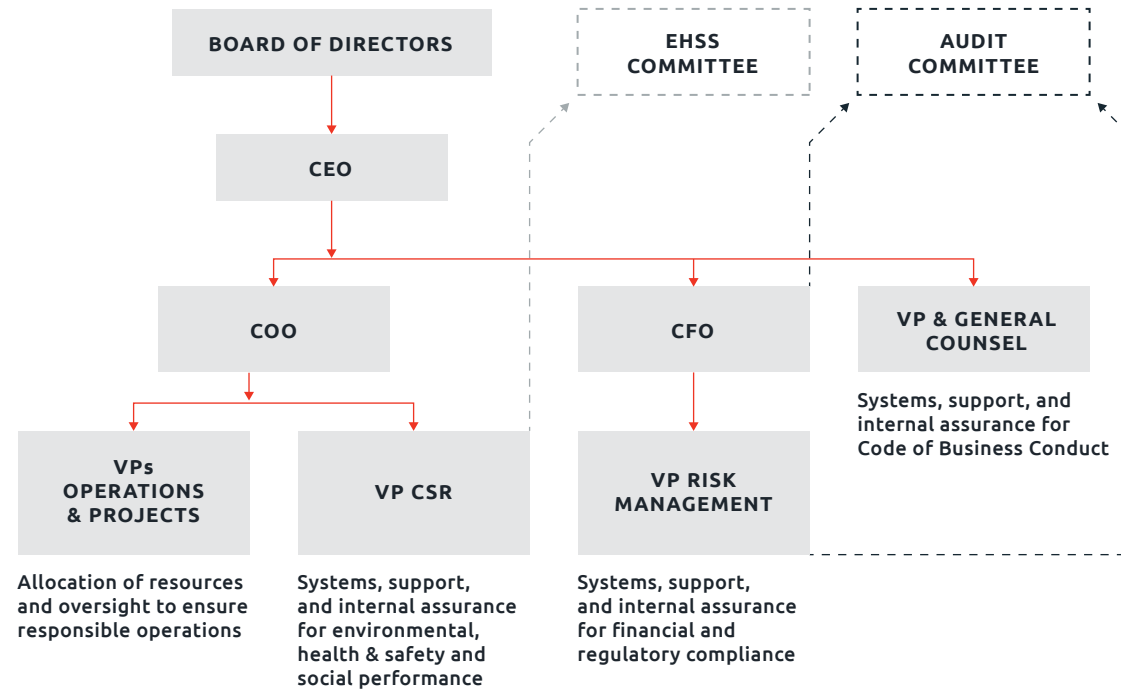 BOARD OF DIRECTORS
EHSS
COMMITTEE
AUDIT
COMMITTEE
CEO
COO
CFO
VP & GENERAL
COUNSEL
Systems, support, and
internal assurance for
Code of Business Conduct
VPs
OPERATIONS
& PROJECTS
VP CSR
VP RISK
MANAGEMENT
Allocation of resources
and oversight to ensure
responsible operations
Systems, support,
and internal assurance
for environmental,
health & safety and
social performance
Systems, support,
and internal assurance
for financial and
regulatory compliance